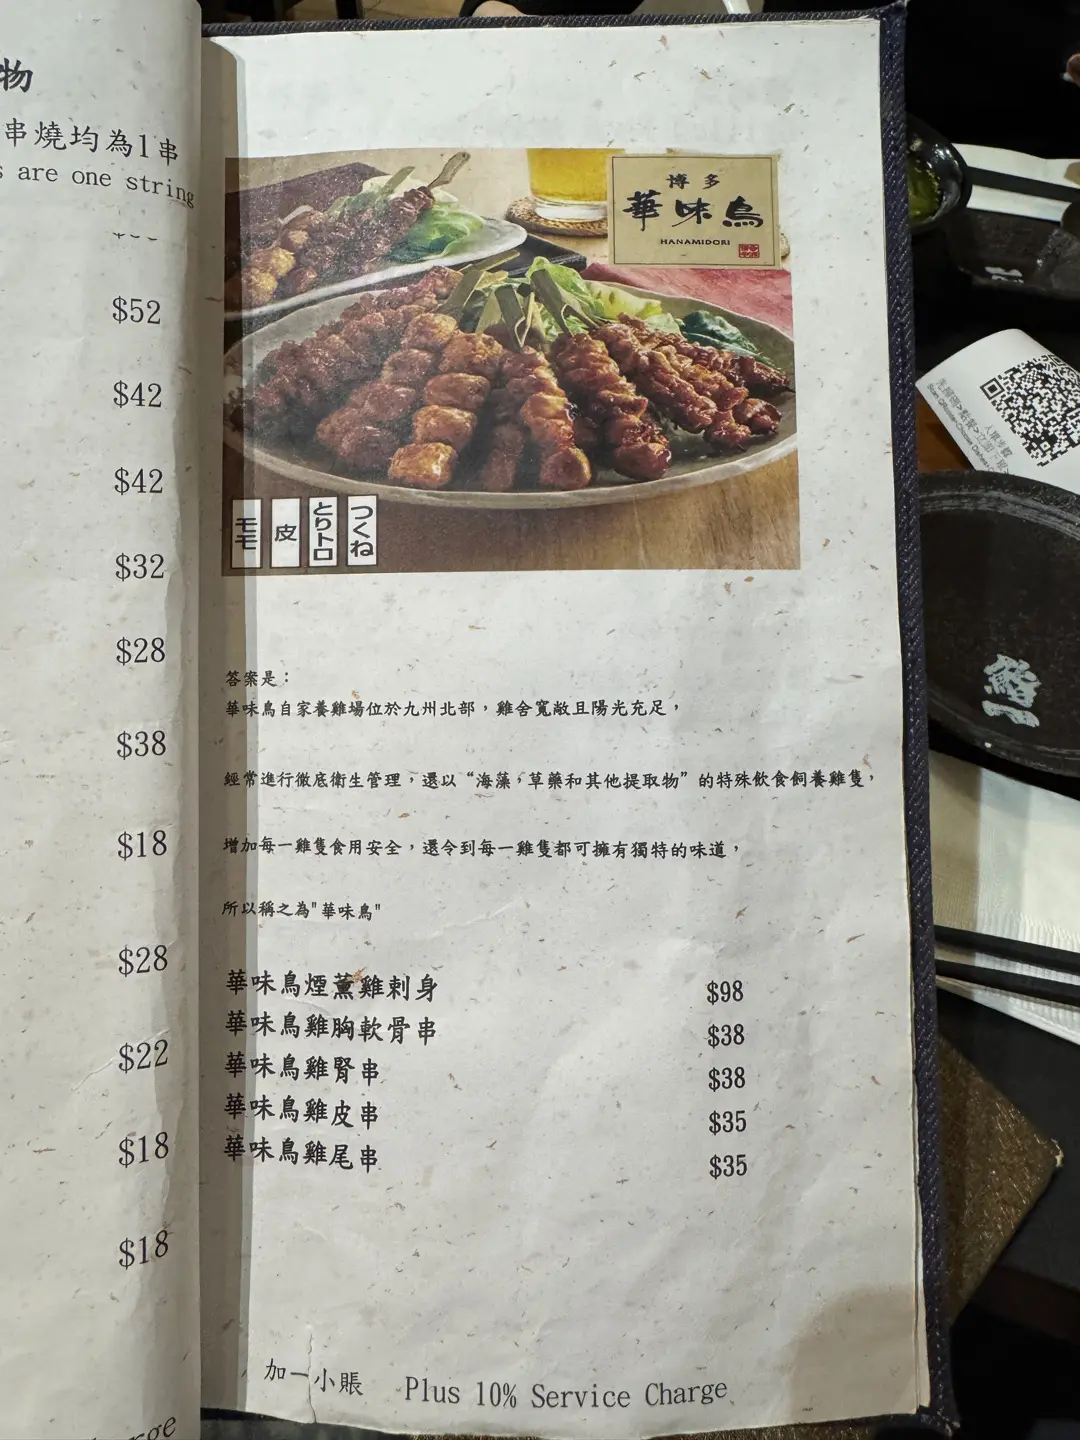 物
串燒均為1串
s are one string
$52
$42
$42
$32
$28
$38
$18
$28
$22
$18
$18
博多
華味鳥
HANAMIDORI
モモ
皮
とりトロ
つくね
答案是：
華味鳥自家養雞場位於九州北部，雞舍寬敞且陽光充足，
經常進行徹底衛生管理，還以“海藻，草藥和其他提取物”的特殊飲食飼養雞隻，
增加每一雞隻食用安全，還令到每一雞隻都可擁有獨特的味道，
所以稱之為"華味鳥"
華味鳥煙薰雞刺身 $98
華味鳥雞胸軟骨串 $38
華味鳥雞腎串 $38
華味鳥雞皮串 $35
華味鳥雞尾串 $35
加一小賬 Plus 10% Service Charge